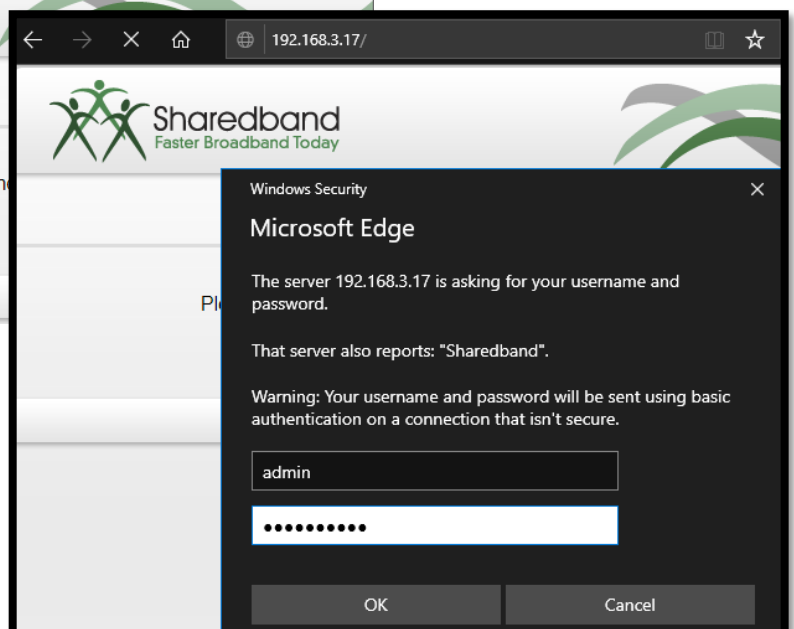 192.168.3.17/
Sharedband
Faster Broadband Today
Windows Security
Microsoft Edge
The server 192.168.3.17 is asking for your username and
password.
That server also reports: "Sharedband".
Warning: Your username and password will be sent using basic
authentication on a connection that isn't secure.
admin
●●●●●●●●●●
OK
Cancel